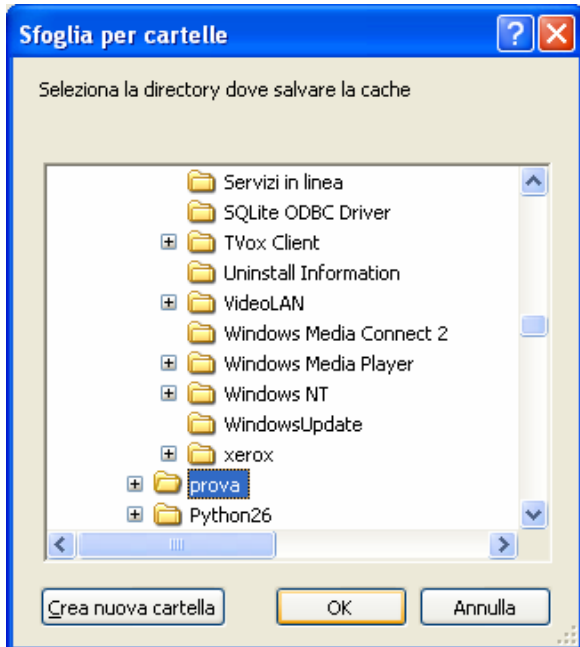 Sfoglia per cartelle
Seleziona la directory dove salvare la cache
Servizi in linea
SQLite ODBC Driver
TVox Client
Uninstall Information
VideoLAN
Windows Media Connect 2
Windows Media Player
Windows NT
WindowsUpdate
xerox
prova
Python26
Crea nuova cartella OK Annulla